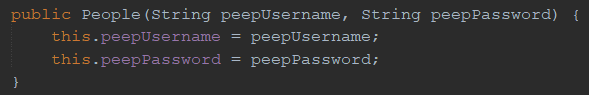 public People(String peepUsername, String peepPassword) {
    this.peepUsername = peepUsername;
    this.peepPassword = peepPassword;
}